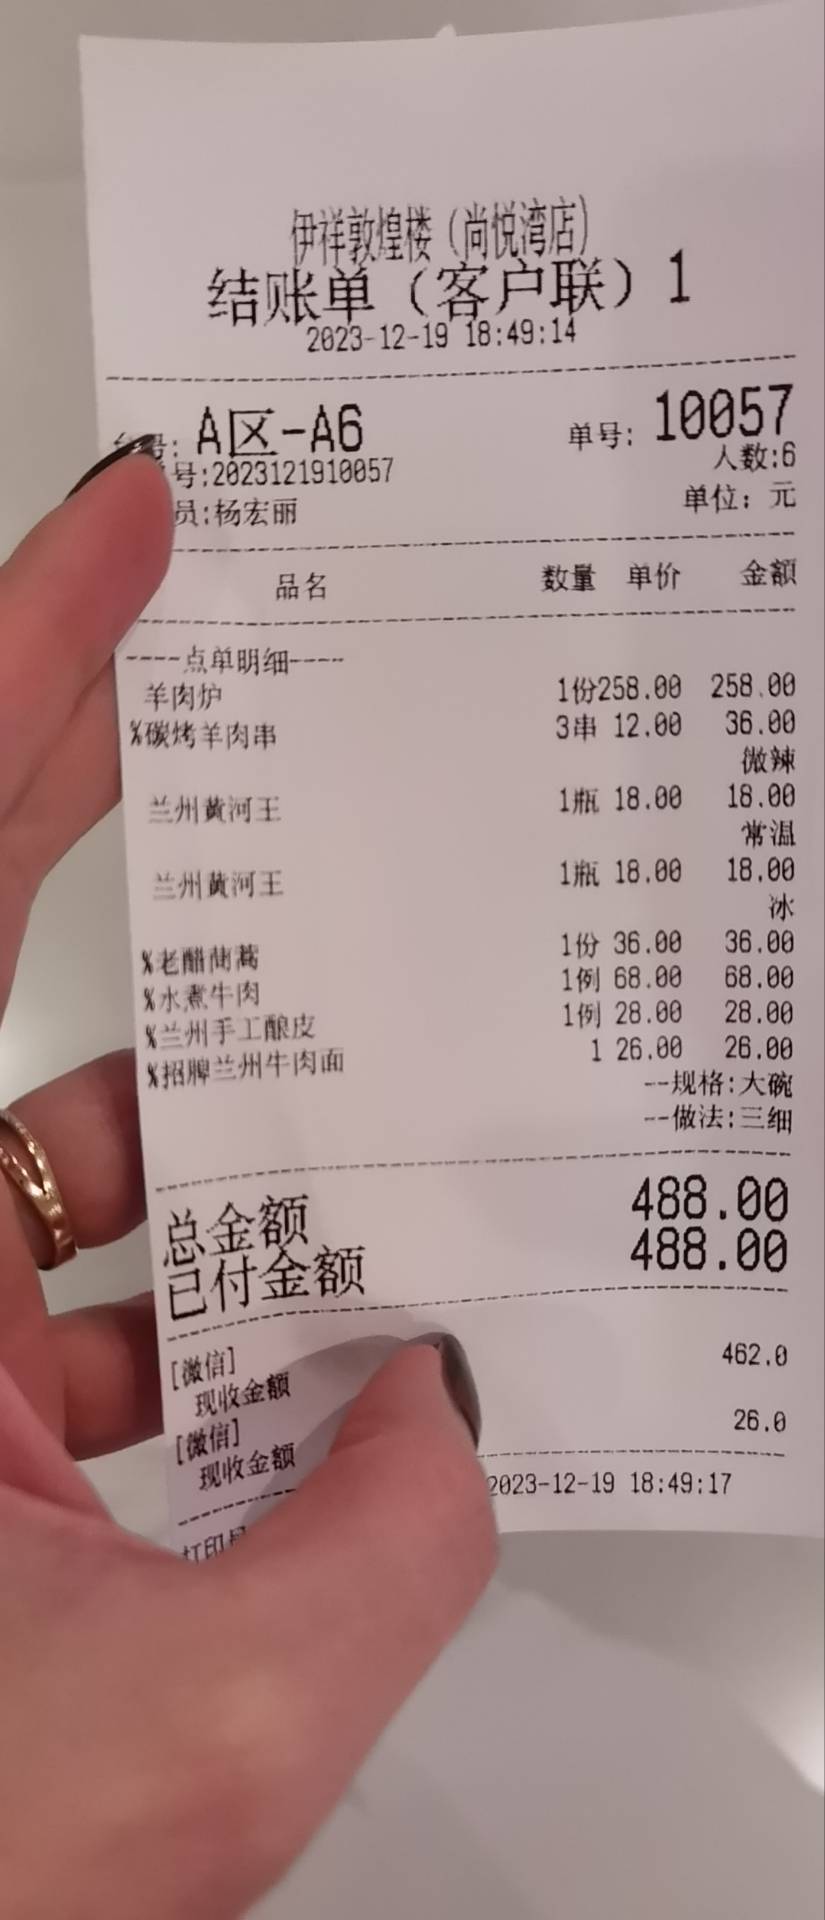 伊祥敦煌楼（尚悦湾店）
结账单（客户联）1
2023-12-19 18:49:14
号: A区-A6 单号: 10057
号:2023121910057 人数:6
员:杨宏丽 单位: 元
品名 数量 单价 金额
----点单明细----
羊肉炉 1份258.00 258.00
%碳烤羊肉串 3串 12.00 36.00
微辣
兰州黄河王 1瓶 18.00 18.00
常温
兰州黄河王 1瓶 18.00 18.00
冰
%老醋茼蒿 1份 36.00 36.00
%水煮牛肉 1例 68.00 68.00
%兰州手工酿皮 1例 28.00 28.00
%招牌兰州牛肉面 1 26.00 26.00
--规格:大碗
--做法:三细
总金额 488.00
已付金额 488.00
[微信] 462.0
现收金额
[微信] 26.0
现收金额
打印 2023-12-19 18:49:17